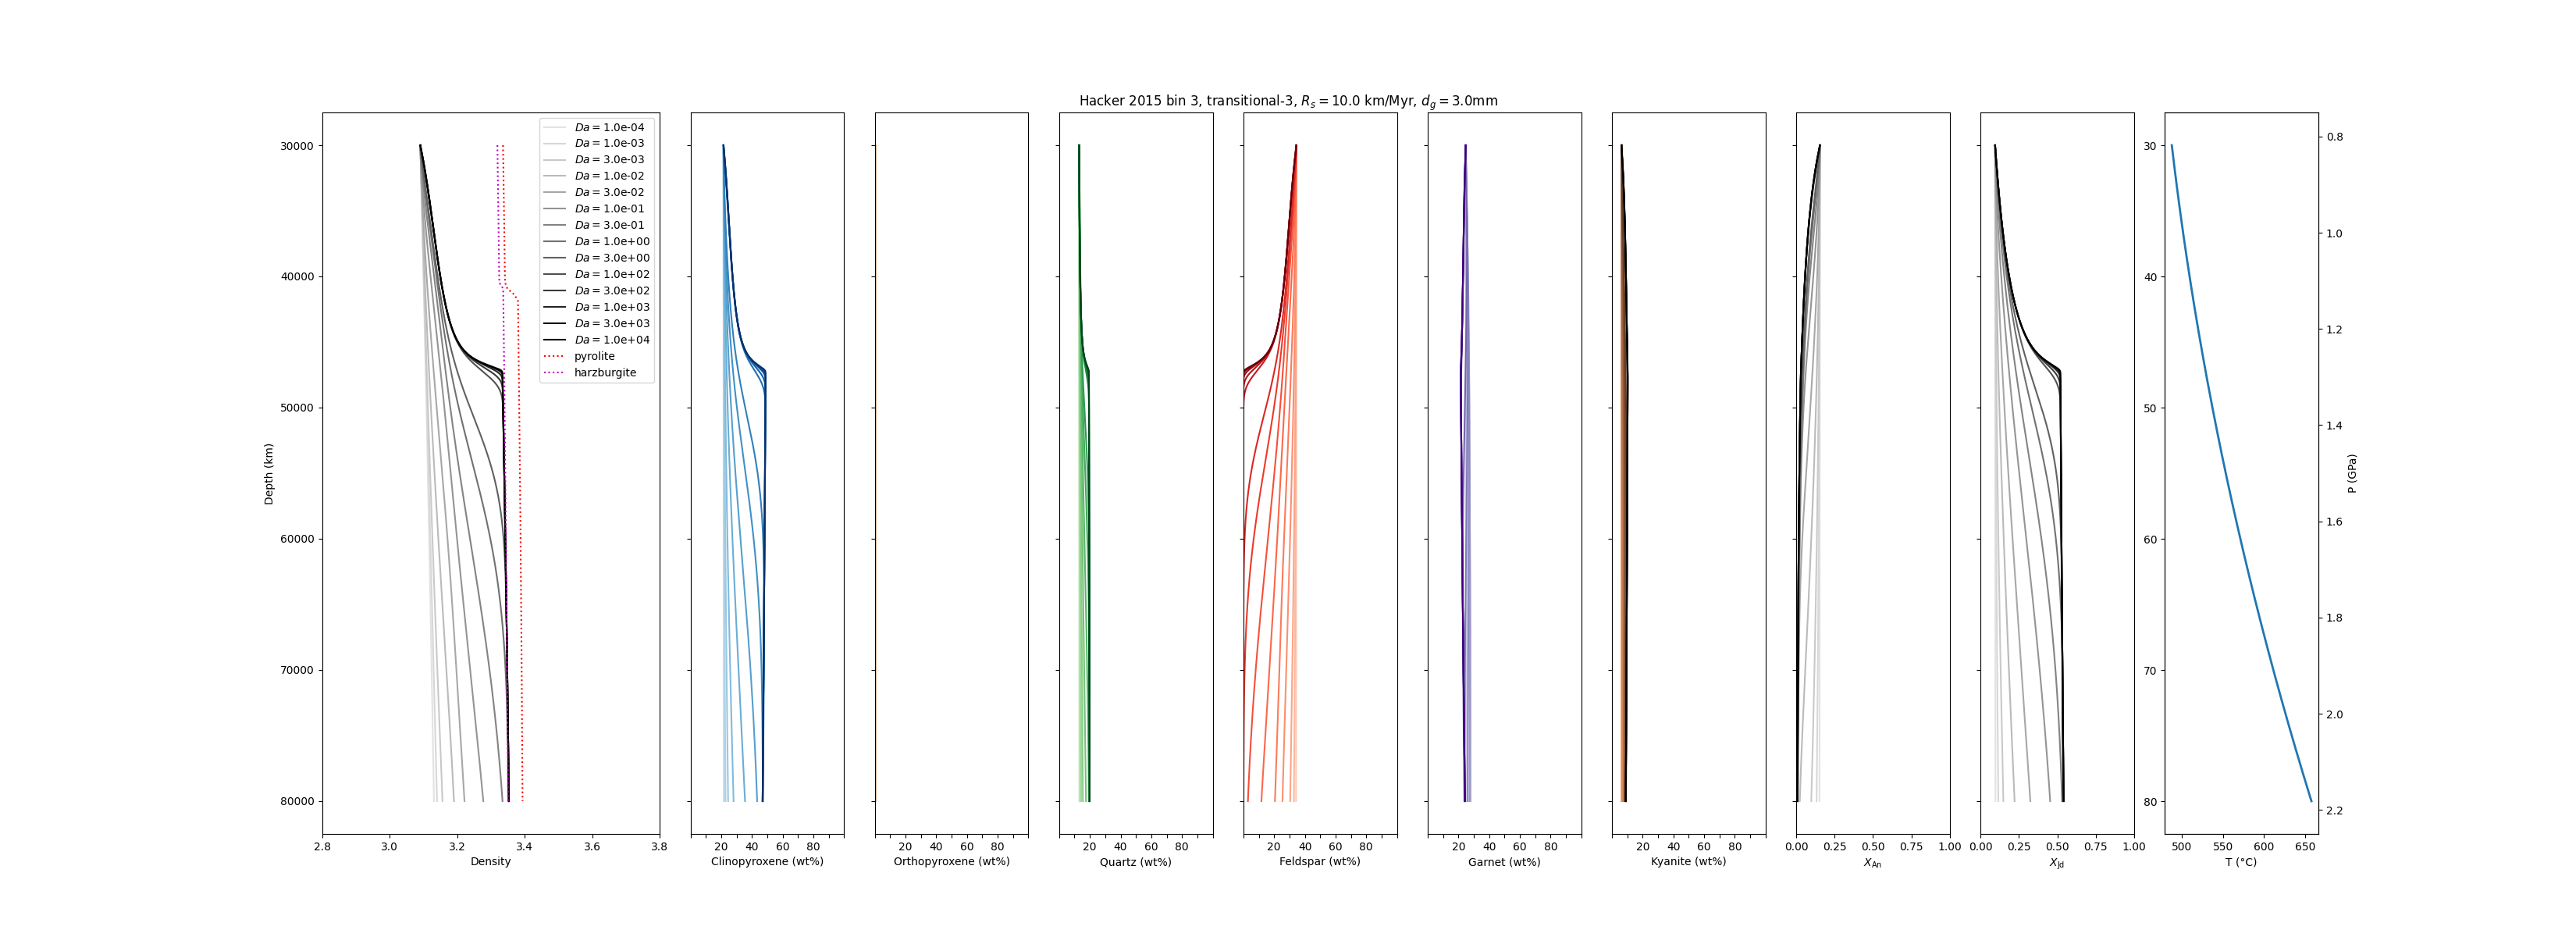 Hacker 2015 bin 3, transitional-3, R_s = 10.0 km/Myr, d_g = 3.0mm
Da = 1.0e-04
Da = 1.0e-03
Da = 3.0e-03
Da = 1.0e-02
Da = 3.0e-02
Da = 1.0e-01
Da = 3.0e-01
Da = 1.0e+00
Da = 3.0e+00
Da = 1.0e+02
Da = 3.0e+02
Da = 1.0e+03
Da = 3.0e+03
Da = 1.0e+04
pyrolite
harzburgite
Depth (km)
30000
40000
50000
60000
70000
80000
2.8 3.0 3.2 3.4 3.6 3.8
Density
20 40 60 80
Clinopyroxene (wt%)
20 40 60 80
Orthopyroxene (wt%)
20 40 60 80
Quartz (wt%)
20 40 60 80
Feldspar (wt%)
20 40 60 80
Garnet (wt%)
20 40 60 80
Kyanite (wt%)
0.00 0.25 0.50 0.75 1.00
X_An
0.00 0.25 0.50 0.75 1.00
X_Jd
30
40
50
60
70
80
500 550 600 650
T (°C)
0.8
1.0
1.2
1.4
1.6
1.8
2.0
2.2
P (GPa)